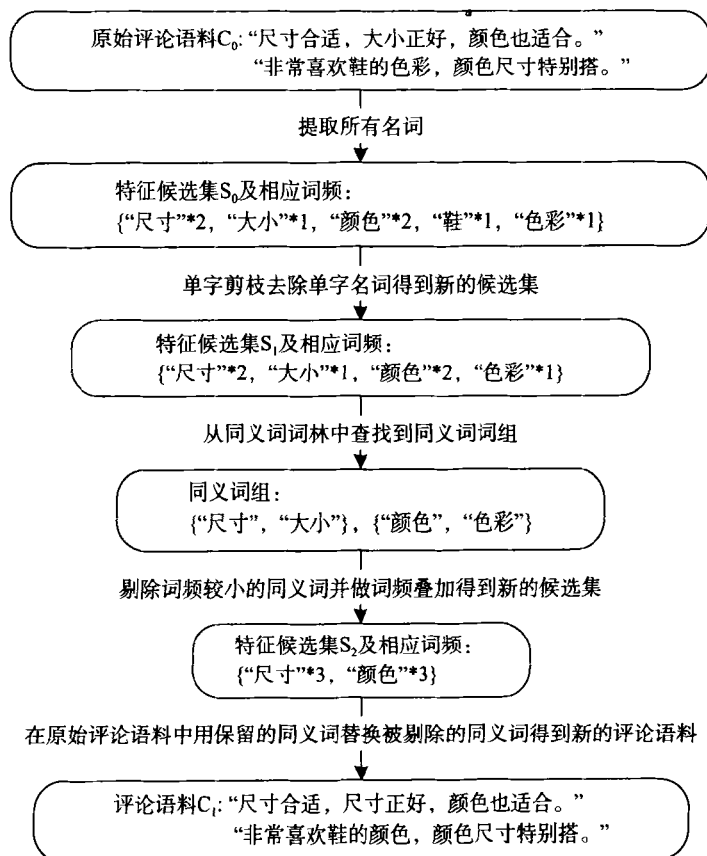 原始评论语料C₀:“尺寸合适，大小正好，颜色也适合。”
“非常喜欢鞋的色彩，颜色尺寸特别搭。”
提取所有名词
特征候选集S₀及相应词频：
{“尺寸”*2，“大小”*1，“颜色”*2，“鞋”*1，“色彩”*1}
单字剪枝去除单字名词得到新的候选集
特征候选集S₁及相应词频：
{“尺寸”*2，“大小”*1，“颜色”*2，“色彩”*1}
从同义词词林中查找到同义词词组
同义词组：
{“尺寸”，“大小”}，{“颜色”，“色彩”}
剔除词频较小的同义词并做词频叠加得到新的候选集
特征候选集S₂及相应词频：
{“尺寸”*3，“颜色”*3}
在原始评论语料中用保留的同义词替换被剔除的同义词得到新的评论语料
评论语料C₁:“尺寸合适，尺寸正好，颜色也适合。”
“非常喜欢鞋的颜色，颜色尺寸特别搭。”